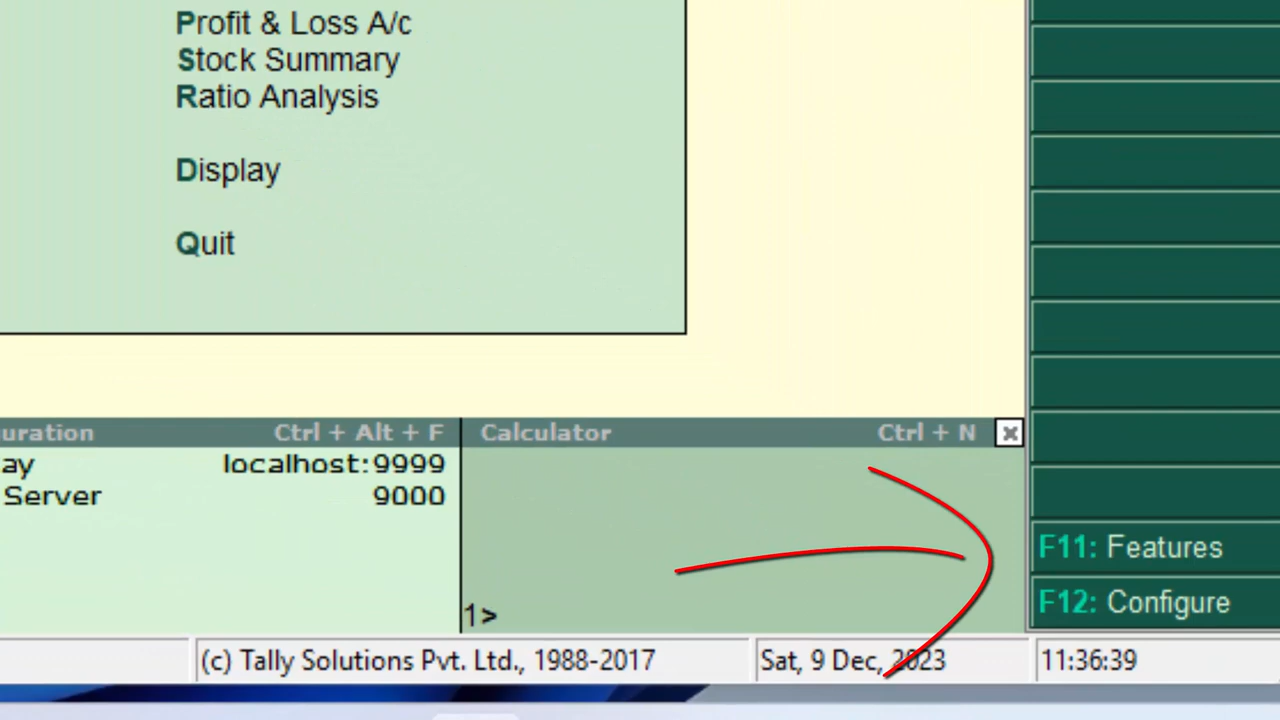 Profit & Loss A/c
Stock Summary
Ratio Analysis
Display
Quit
uration Ctrl + Alt + F
ay localhost:9999
Server 9000
Calculator Ctrl + N
1>
F11: Features
F12: Configure
(c) Tally Solutions Pvt. Ltd., 1988-2017 Sat, 9 Dec, 2023 11:36:39